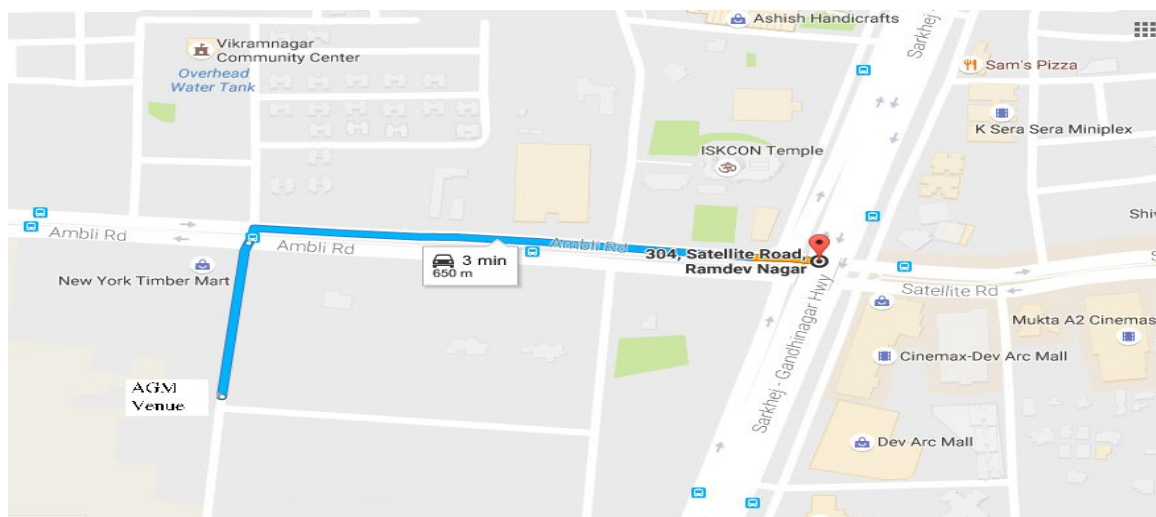 Ashish Handicrafts
Sarkhej -
Vikramnagar
Community Center
Overhead
Water Tank
Sam's Pizza
K Sera Sera Miniplex
ISKCON Temple
Shiv
Ambli Rd
Ambli Rd
Ambli Rd
304, Satellite Road,
Ramdev Nagar
3 min
650 m
New York Timber Mart
Satellite Rd
S
Mukta A2 Cinemas
Cinemax-Dev Arc Mall
Sarkhej - Gandhinagar Hwy
AGM
Venue
Dev Arc Mall